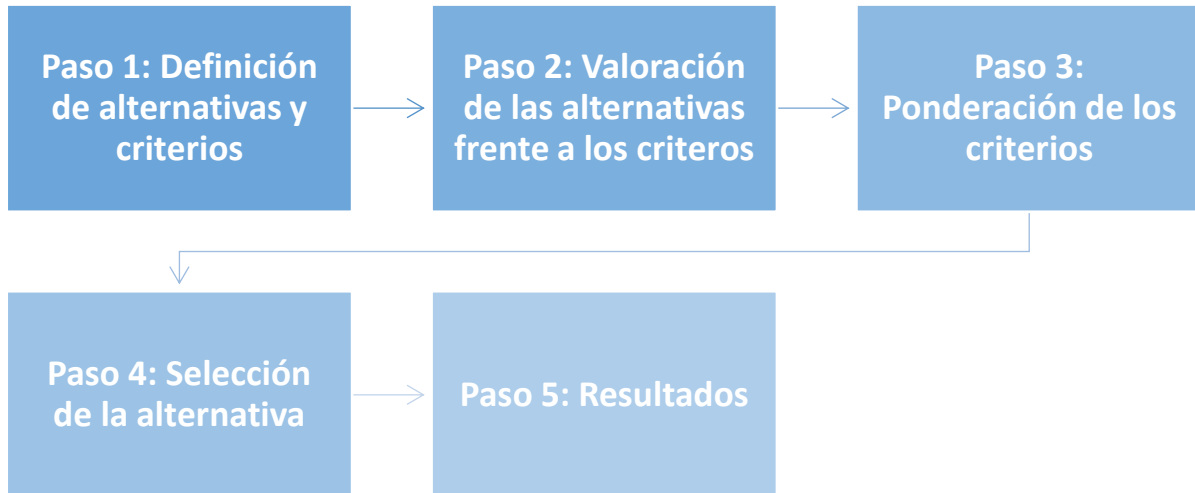 Paso 1: Definición
de alternativas y
criterios
Paso 2: Valoración
de las alternativas
frente a los criteros
Paso 3:
Ponderación de los
criterios
Paso 4: Selección
de la alternativa
Paso 5: Resultados